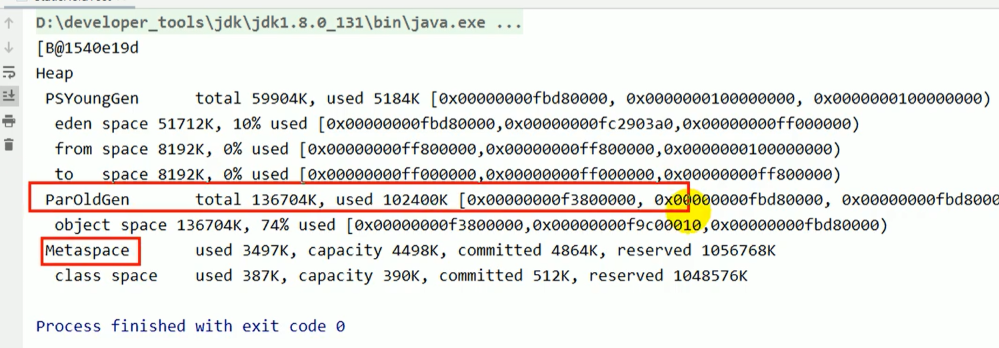 D:\developer_tools\jdk\jdk1.8.0_131\bin\java.exe ...
[B@1540e19d
Heap
PSYoungGen total 59904K, used 5184K [0x00000000fbd80000, 0x0000000100000000, 0x0000000100000000)
eden space 51712K, 10% used [0x00000000fbd80000,0x00000000fc2903a0,0x00000000ff000000)
from space 8192K, 0% used [0x00000000ff800000,0x00000000ff800000,0x0000000100000000)
to space 8192K, 0% used [0x00000000ff000000,0x00000000ff000000,0x00000000ff800000)
ParOldGen total 136704K, used 102400K [0x00000000f3800000, 0x00000000fbd80000, 0x00000000fbd8000
object space 136704K, 74% used [0x00000000f3800000,0x00000000f9c00010,0x00000000fbd80000)
Metaspace used 3497K, capacity 4498K, committed 4864K, reserved 1056768K
class space used 387K, capacity 390K, committed 512K, reserved 1048576K
Process finished with exit code 0